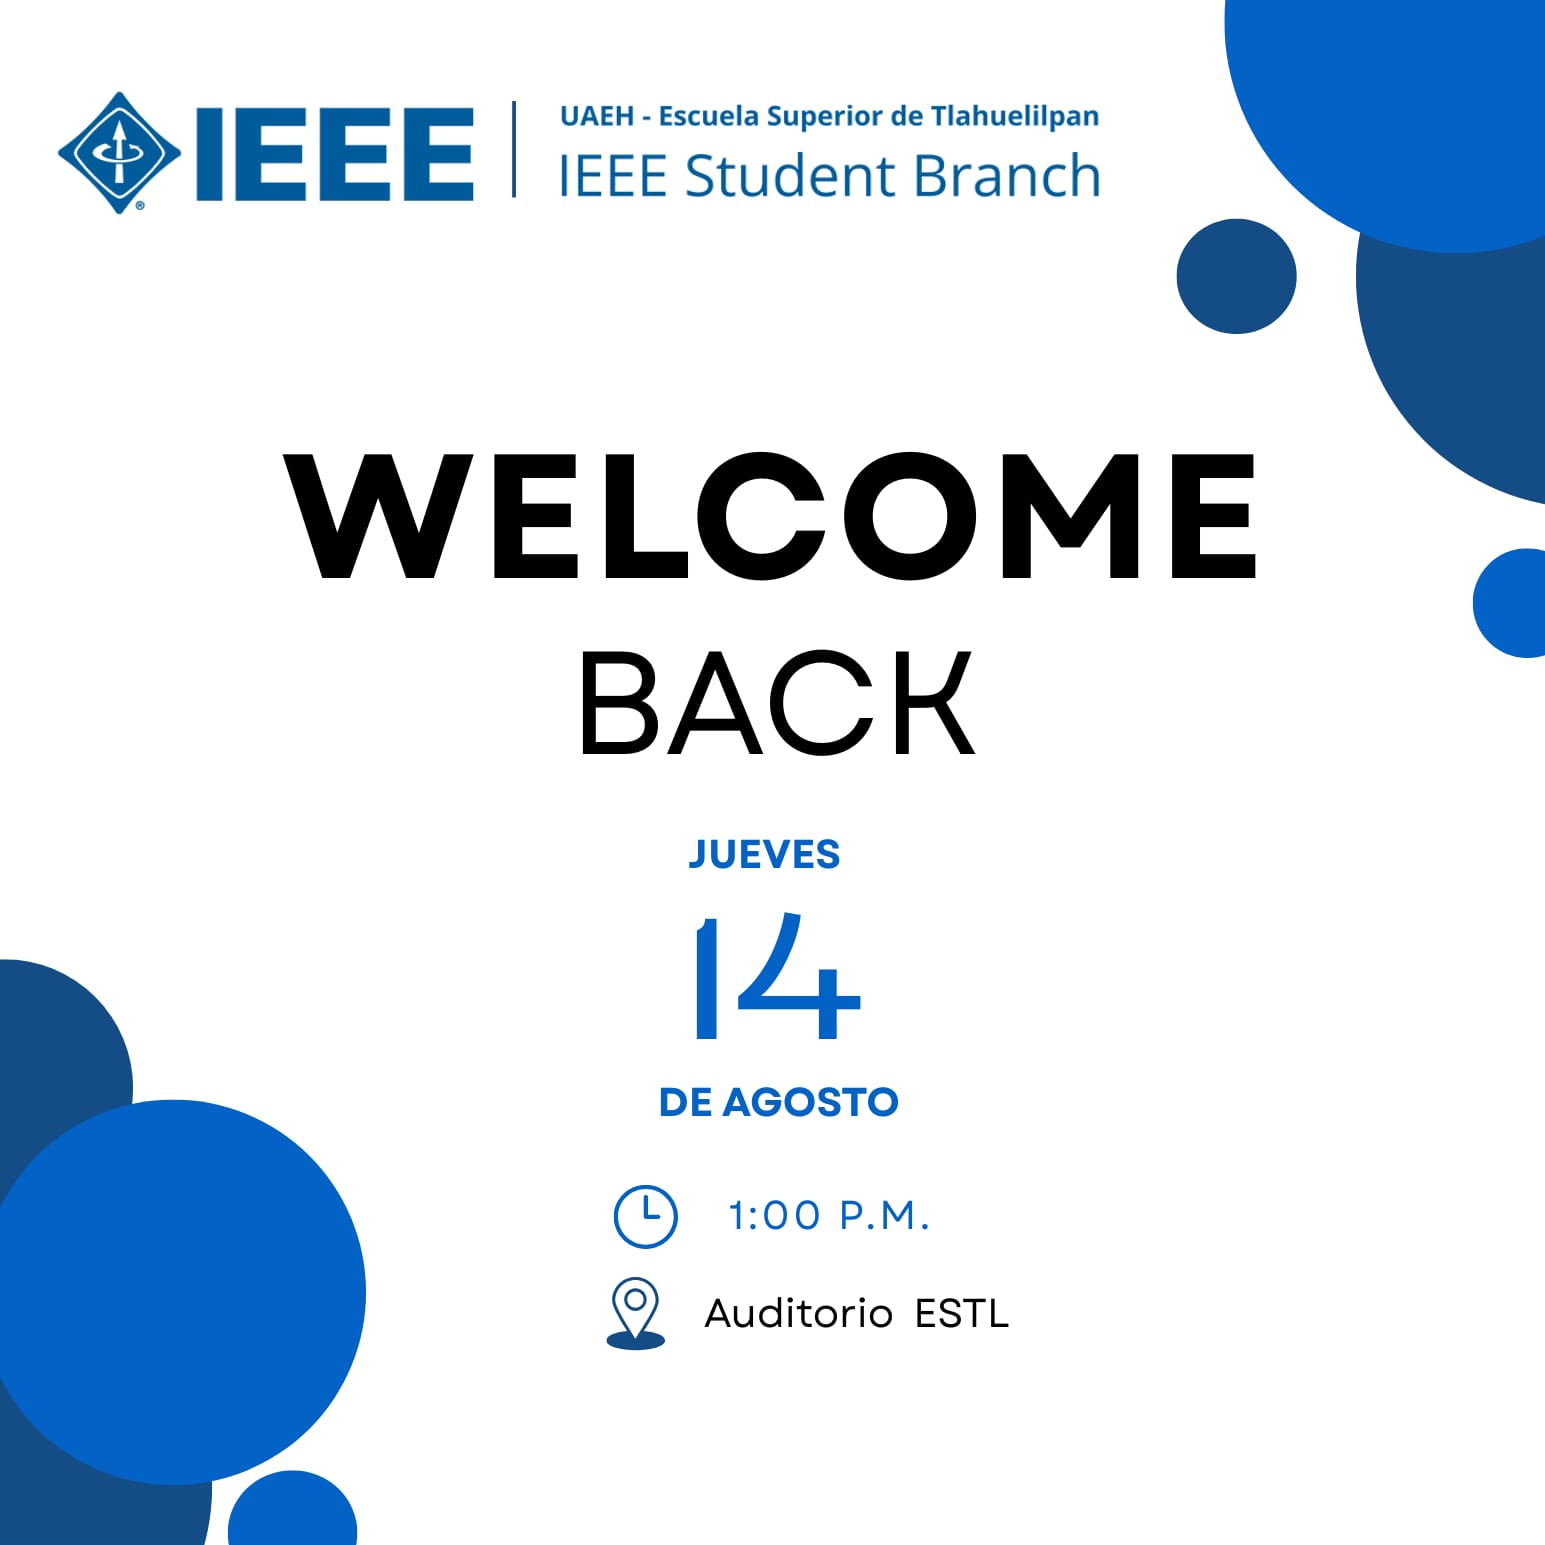 IEEE
®
UAEH - Escuela Superior de Tlahuelilpan
IEEE Student Branch
WELCOME
BACK
JUEVES
14
DE AGOSTO
1:00 P.M.
Auditorio ESTL